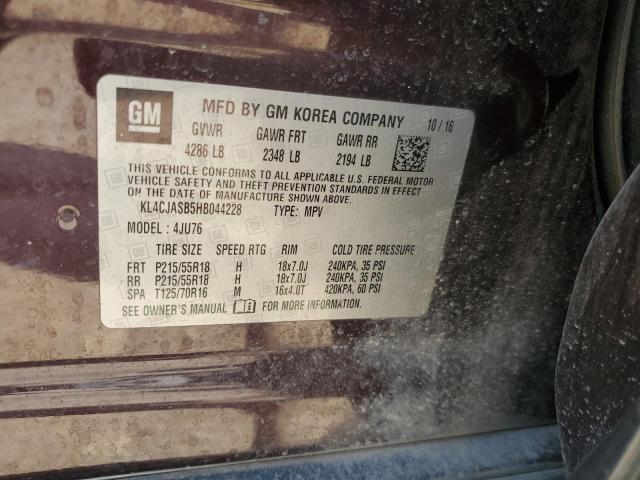 GM
MFD BY GM KOREA COMPANY 10/16
GVWR GAWR FRT GAWR RR
4286 LB 2348 LB 2194 LB
THIS VEHICLE CONFORMS TO ALL APPLICABLE U.S. FEDERAL MOTOR
VEHICLE SAFETY AND THEFT PREVENTION STANDARDS IN EFFECT
ON THE DATE OF MANUFACTURE SHOWN ABOVE.
KL4CJASB5HB044228 TYPE: MPV
MODEL: 4JU76
TIRE SIZE SPEED RTG RIM COLD TIRE PRESSURE
FRT P215/55R18 H 18x7.0J 240KPA, 35 PSI
RR P215/55R18 H 18x7.0J 240KPA, 35 PSI
SPA T125/70R16 M 16x4.0T 420KPA, 60 PSI
SEE OWNER'S MANUAL FOR MORE INFORMATION.